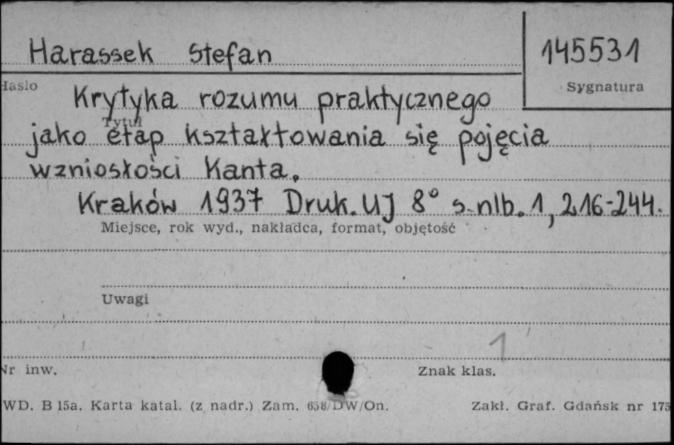 Harassek Stefan
145531
Hasło
Sygnatura
Krytyka rozumu praktycznego
Tytuł
jako etap kształtowania się pojęcia
wzniosłości Kanta.
Kraków 1937 Druk. UJ 8° s. nlb. 1, 216-244.
Miejsce, rok wyd., nakładca, format, objętość
Uwagi
1
Nr inw.
Znak klas.
WD. B 15a. Karta katal. (z nadr.) Zam. 658/DW/On.
Zakł. Graf. Gdańsk nr 175